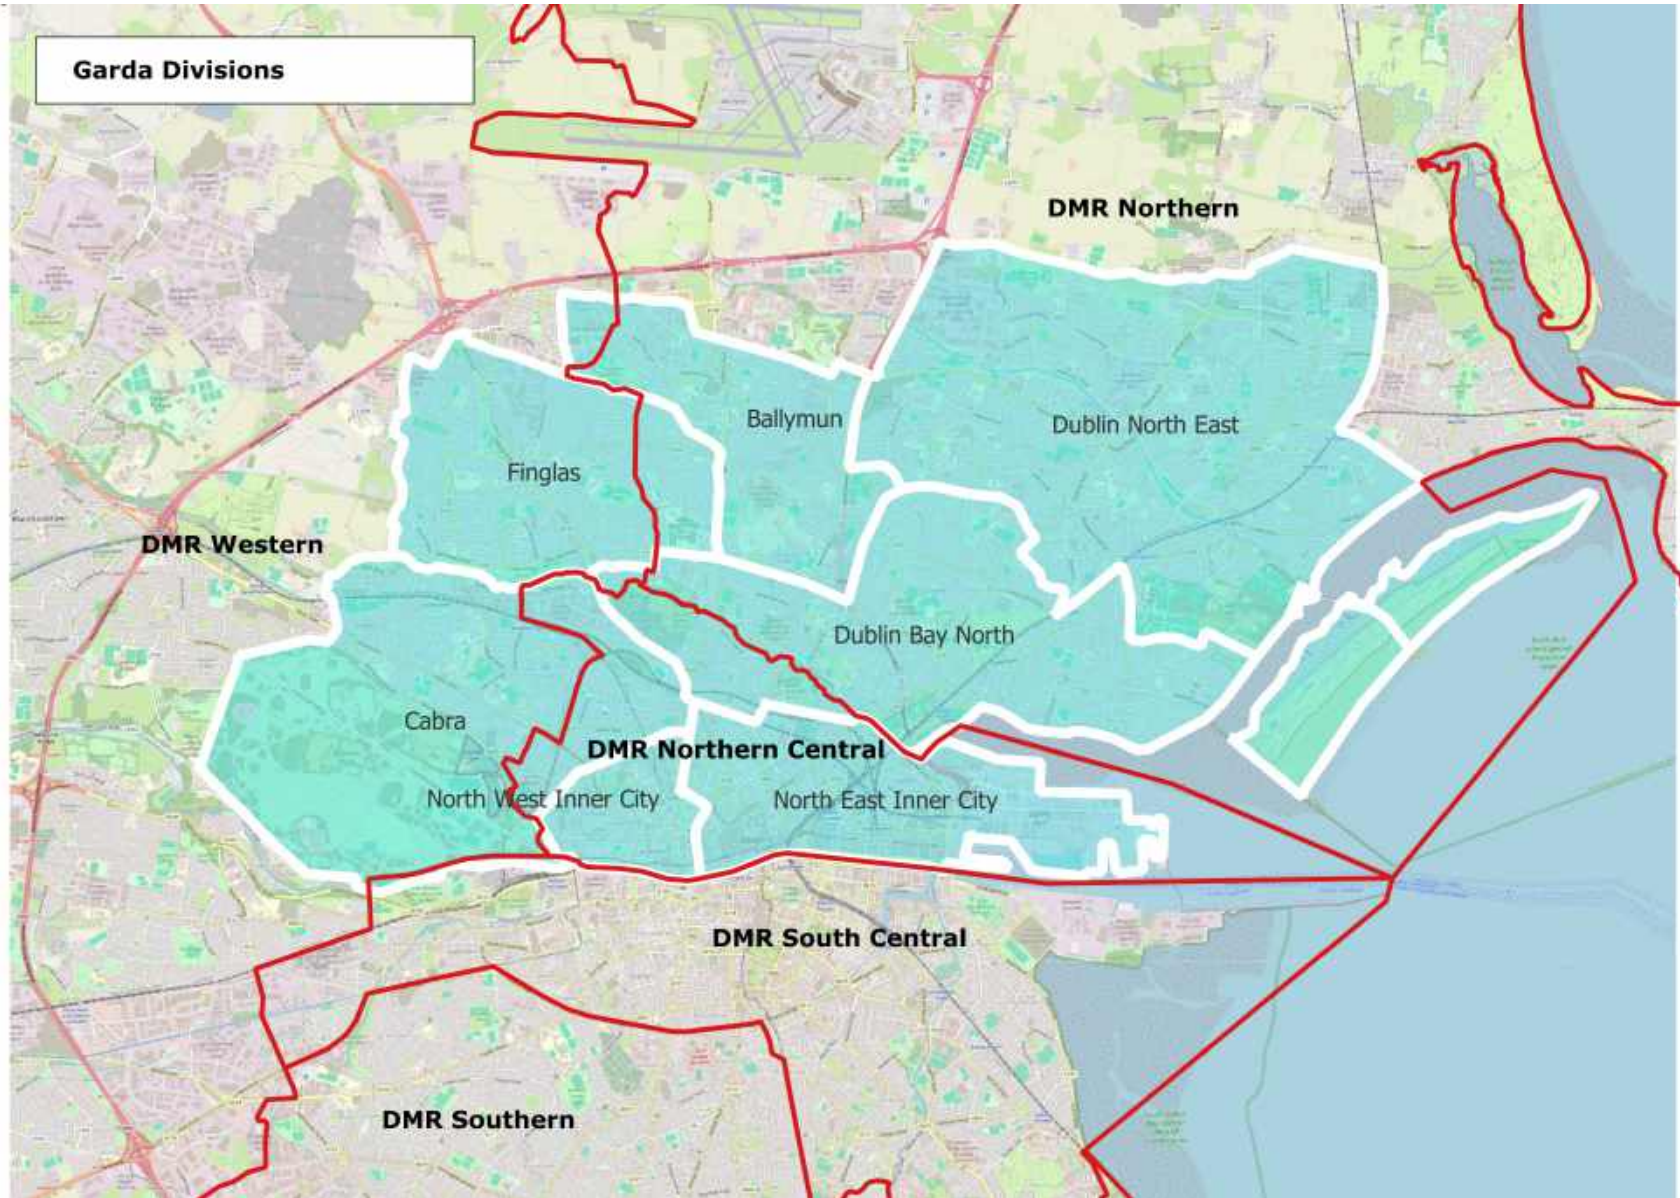 Garda Divisions
DMR Northern
Ballymun
Dublin North East
Finglas
DMR Western
Dublin Bay North
Cabra
DMR Northern Central
North West Inner City
North East Inner City
DMR South Central
DMR Southern